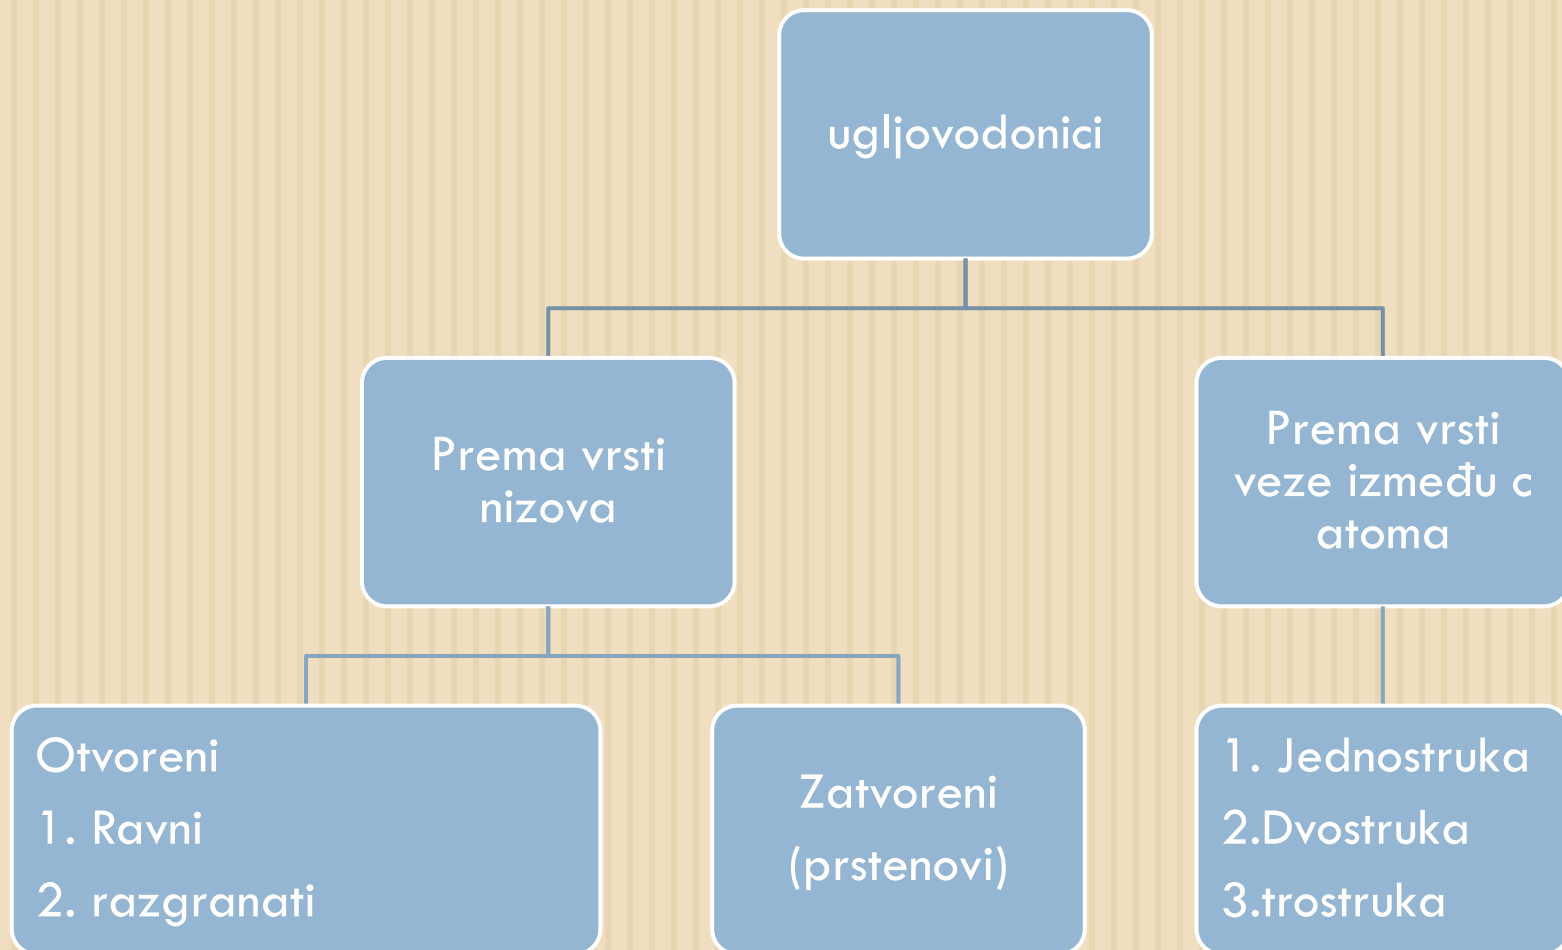 ugljovodonici
Prema vrsti
nizova
Prema vrsti
veze između c
atoma
Otvoreni
1. Ravni
2. razgranati
Zatvoreni
(prstenovi)
1. Jednostruka
2.Dvostruka
3.trostruka